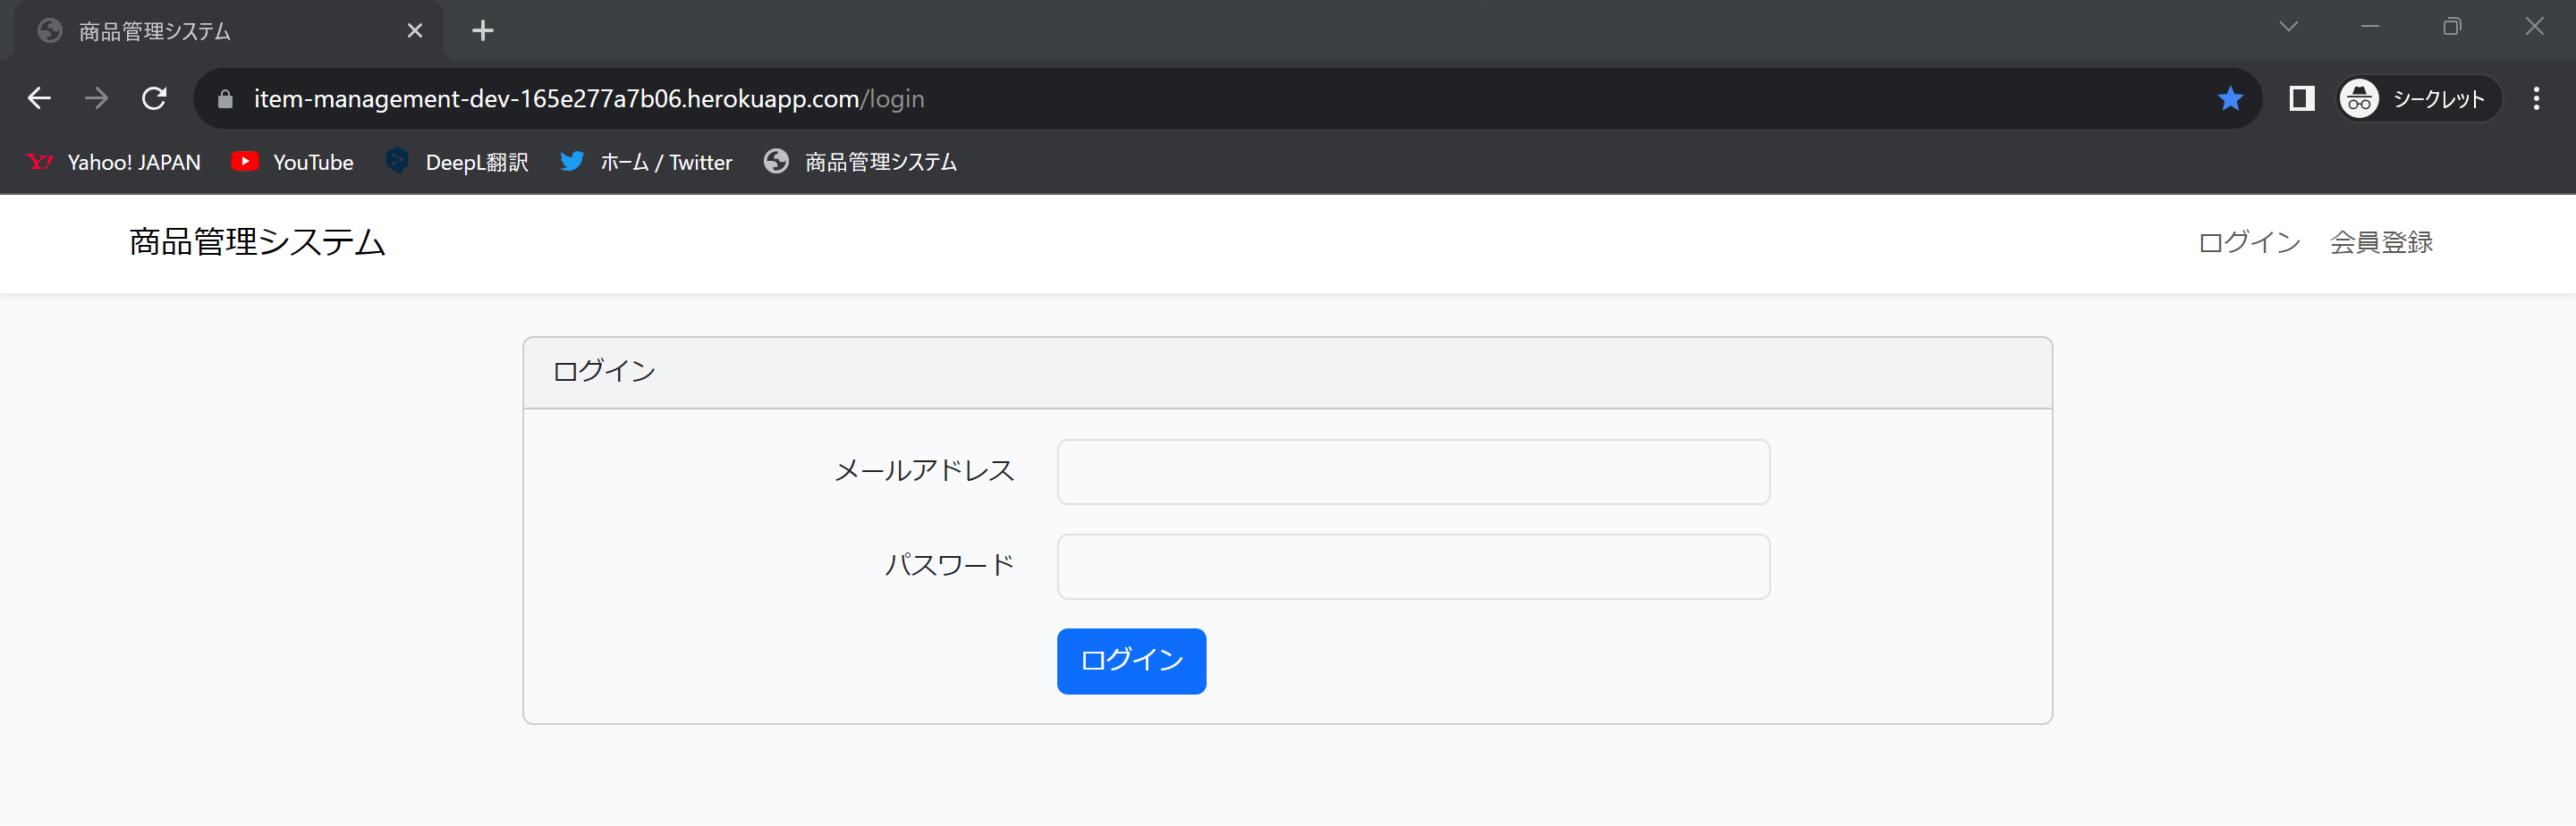 商品管理システム
item-management-dev-165e277a7b06.herokuapp.com/login
シークレット
Y! Yahoo! JAPAN YouTube DeepL翻訳 ホーム / Twitter 商品管理システム
商品管理システム ログイン 会員登録
ログイン
メールアドレス
パスワード
ログイン